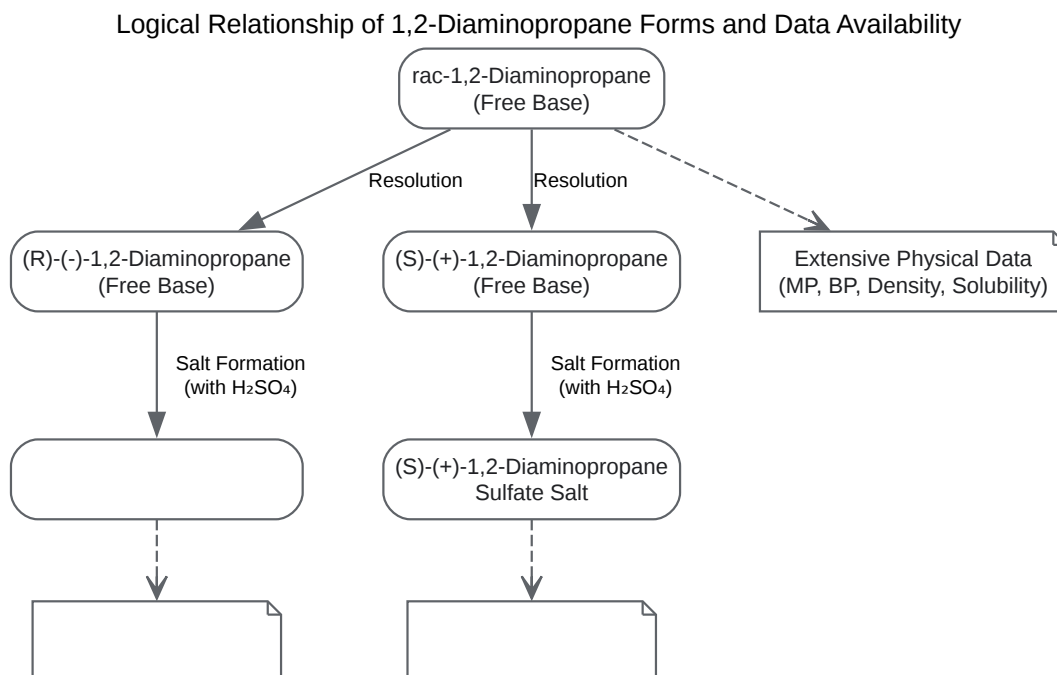 Logical Relationship of 1,2-Diaminopropane Forms and Data Availability
rac-1,2-Diaminopropane
(Free Base)
Resolution
Resolution
(R)-(-)-1,2-Diaminopropane
(Free Base)
(S)-(+)-1,2-Diaminopropane
(Free Base)
Extensive Physical Data
(MP, BP, Density, Solubility)
Salt Formation
(with H₂SO₄)
Salt Formation
(with H₂SO₄)
(S)-(+)-1,2-Diaminopropane
Sulfate Salt